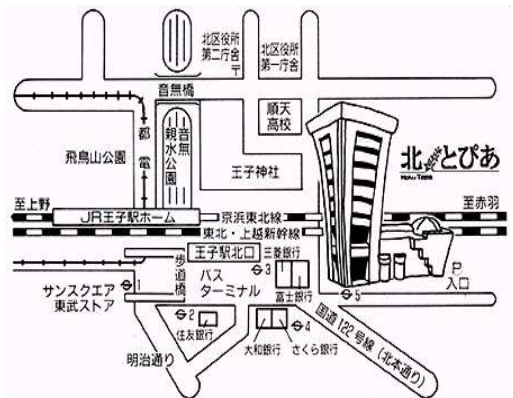 北区役所
第二庁舎
〒
北区役所
第一庁舎
音無橋
順天
高校
都電
音無
親水公園
飛鳥山公園
王子神社
北とぴあ
至上野
JR王子駅ホーム
京浜東北線
至赤羽
東北・上越新幹線
王子駅北口
三菱銀行
歩道橋
バス
ターミナル
3
富士銀行
P
入口
5
1
サンスクエア
東武ストア
2
住友銀行
4
国道122号線(北本通り)
明治通り
大和銀行
さくら銀行